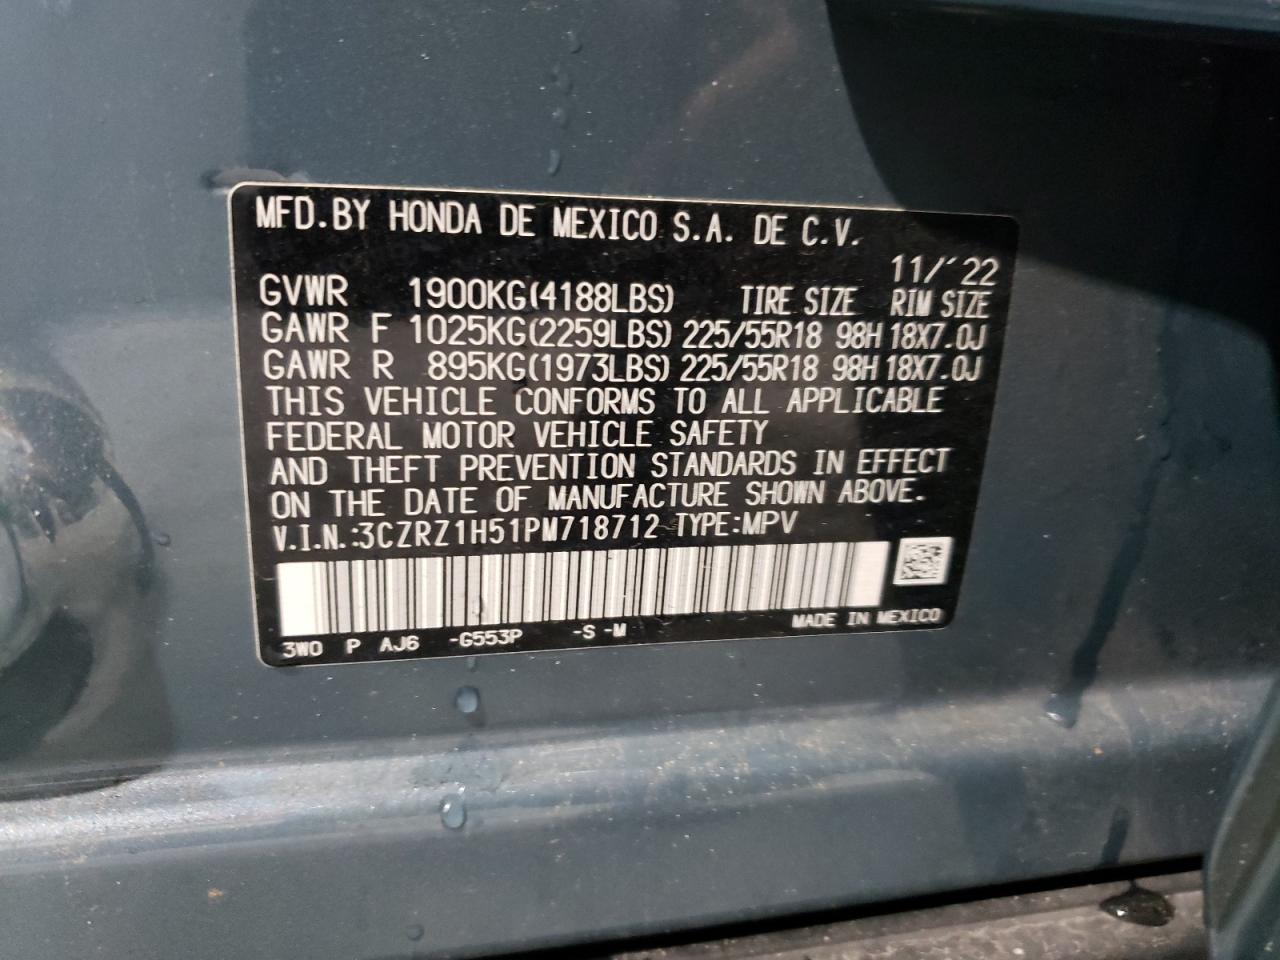 MFD.BY HONDA DE MEXICO S.A. DE C.V.
11/´22
GVWR 1900KG(4188LBS) TIRE SIZE RIM SIZE
GAWR F 1025KG(2259LBS) 225/55R18 98H 18X7.0J
GAWR R 895KG(1973LBS) 225/55R18 98H 18X7.0J
THIS VEHICLE CONFORMS TO ALL APPLICABLE
FEDERAL MOTOR VEHICLE SAFETY
AND THEFT PREVENTION STANDARDS IN EFFECT
ON THE DATE OF MANUFACTURE SHOWN ABOVE.
V.I.N.:3CZRZ1H51PM718712 TYPE:MPV
3WO P AJ6 -G553P -S -M MADE IN MEXICO